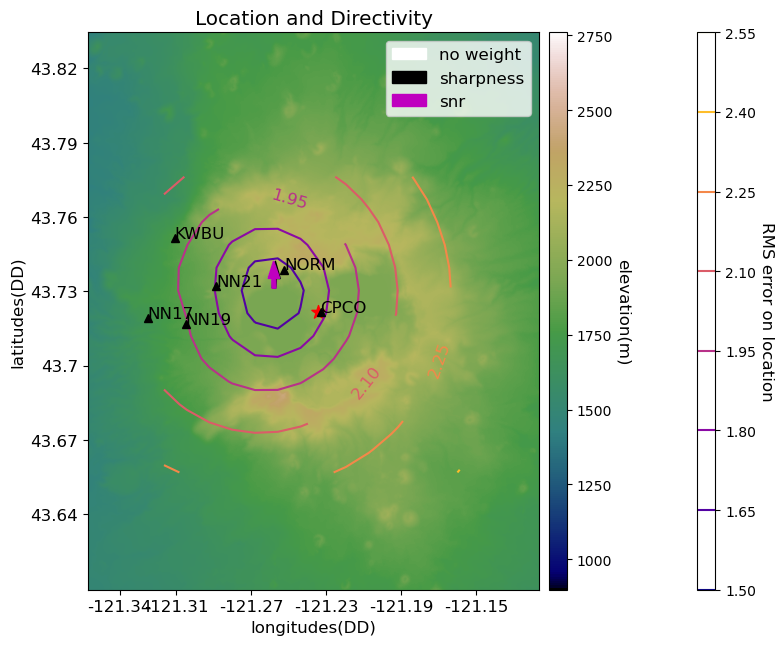 Location and Directivity
no weight
sharpness
snr
43.82
43.79
43.76
43.73
43.7
43.67
43.64
latitudes(DD)
-121.34
-121.31
-121.27
-121.23
-121.19
-121.15
longitudes(DD)
1.95
KWBU
NORM
NN21
NN17
NN19
CPCO
2.10
2.25
2750
2500
2250
2000
1750
1500
1250
1000
elevation(m)
2.55
2.40
2.25
2.10
1.95
1.80
1.65
1.50
RMS error on location